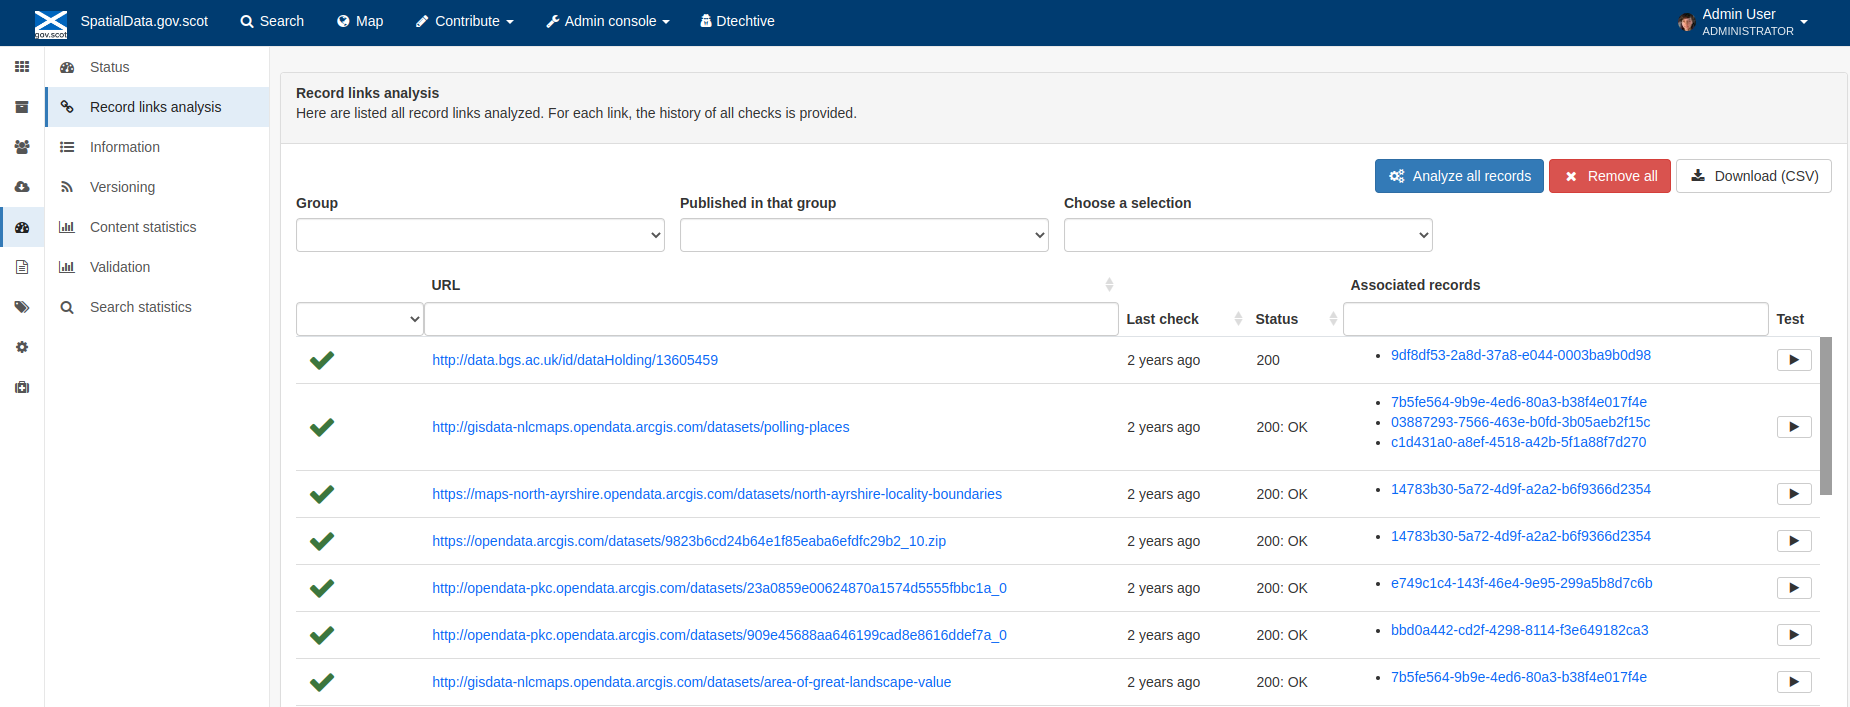 gov.scot SpatialData.gov.scot Search Map Contribute Admin console Dtechtive Admin User
ADMINISTRATOR
Status
Record links analysis
Information
Versioning
Content statistics
Validation
Search statistics
Record links analysis
Here are listed all record links analyzed. For each link, the history of all checks is provided.
Analyze all records Remove all Download (CSV)
Group Published in that group Choose a selection
URL Associated records
Last check Status Test
http://data.bgs.ac.uk/id/dataHolding/13605459 2 years ago 200 9df8df53-2a8d-37a8-e044-0003ba9b0d98
7b5fe564-9b9e-4ed6-80a3-b38f4e017f4e
http://gisdata-nlcmaps.opendata.arcgis.com/datasets/polling-places 2 years ago 200: OK 03887293-7566-463e-b0fd-3b05aeb2f15c
c1d431a0-a8ef-4518-a42b-5f1a88f7d270
https://maps-north-ayrshire.opendata.arcgis.com/datasets/north-ayrshire-locality-boundaries 2 years ago 200: OK 14783b30-5a72-4d9f-a2a2-b6f9366d2354
https://opendata.arcgis.com/datasets/9823b6cd24b64e1f85eaba6efdfc29b2_10.zip 2 years ago 200: OK 14783b30-5a72-4d9f-a2a2-b6f9366d2354
http://opendata-pkc.opendata.arcgis.com/datasets/23a0859e00624870a1574d5555fbbc1a_0 2 years ago 200: OK e749c1c4-143f-46e4-9e95-299a5b8d7c6b
http://opendata-pkc.opendata.arcgis.com/datasets/909e45688aa646199cad8e8616ddef7a_0 2 years ago 200: OK bbd0a442-cd2f-4298-8114-f3e649182ca3
http://gisdata-nlcmaps.opendata.arcgis.com/datasets/area-of-great-landscape-value 2 years ago 200: OK 7b5fe564-9b9e-4ed6-80a3-b38f4e017f4e